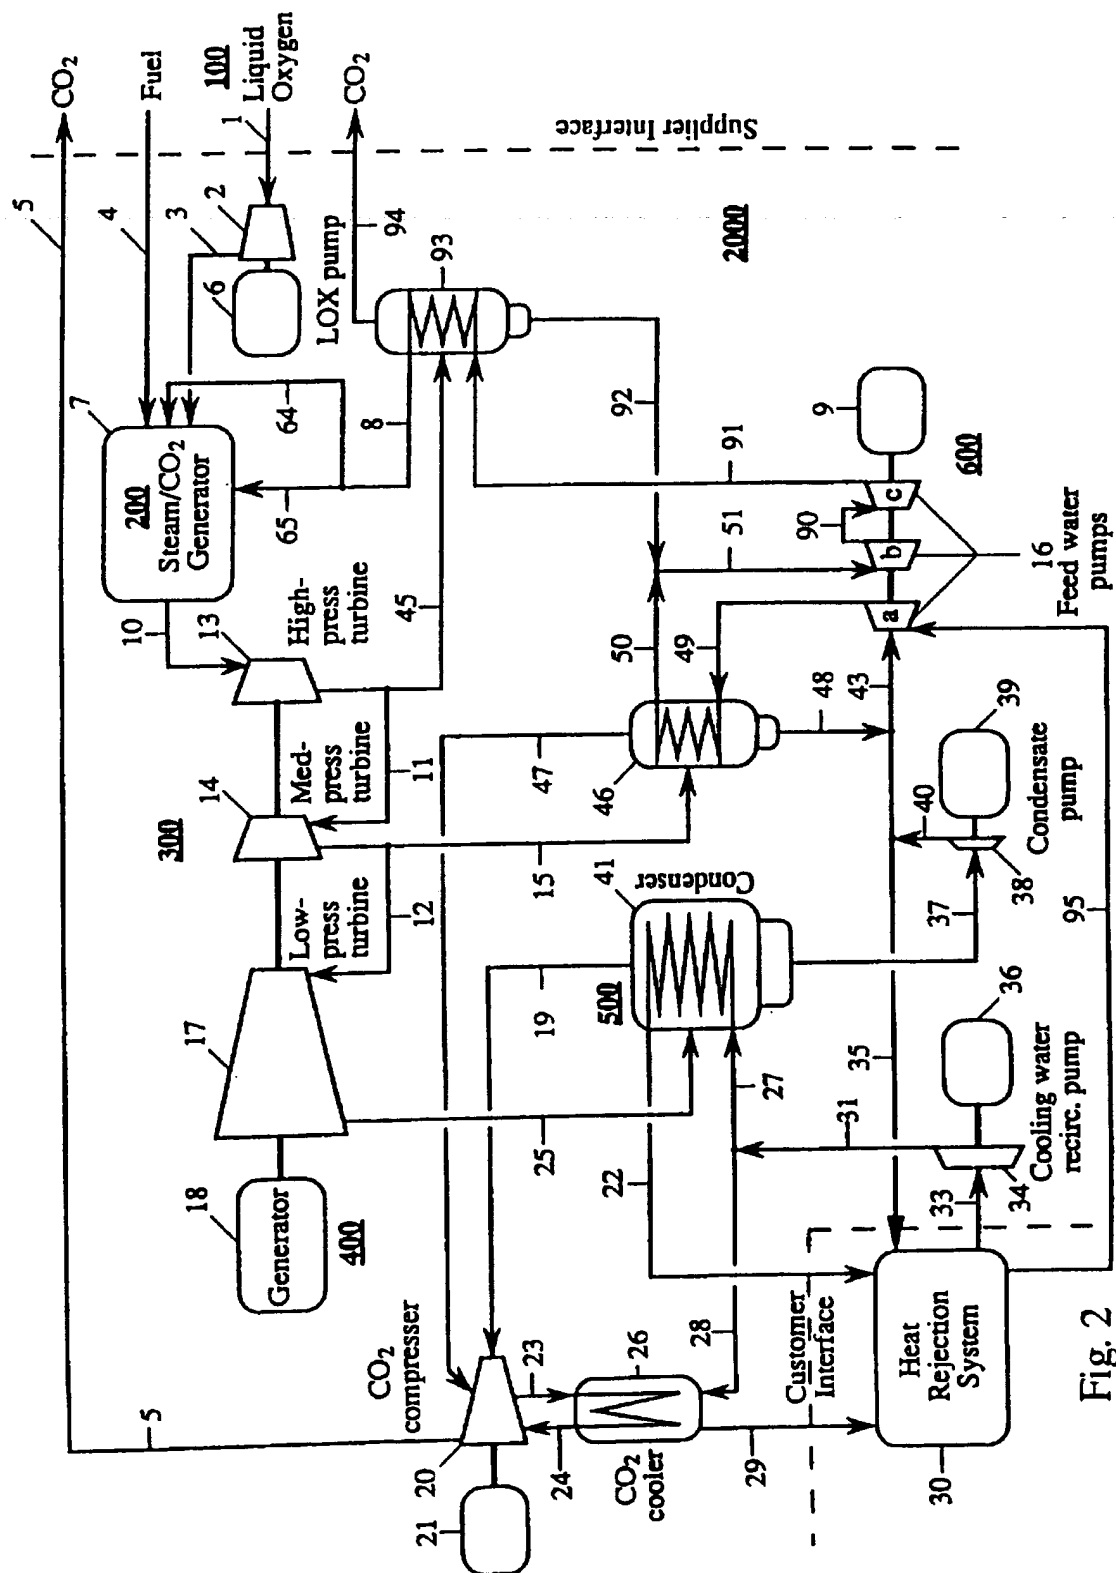 5
CO2
Fuel
100
Liquid
Oxygen
CO2
4
3
2
1
6
LOX pump
94
Supplier Interface
7
200
Steam/CO2
Generator
64
65
8
93
2000
10
13
High-
press
turbine
45
92
91
9
600
300
14
Med-
press
turbine
11
47
46
50
49
51
90
c
b
a
16
Feed water
pumps
48
43
39
17
Low-
press
turbine
12
15
41
Condenser
500
40
38
37
Condensate
pump
95
18
Generator
400
25
19
22
27
35
31
36
33
34
Cooling water
recirc. pump
5
CO2
compresser
20
21
23
24
26
28
CO2
cooler
29
Customer
Interface
Heat
Rejection
System
30
Fig. 2